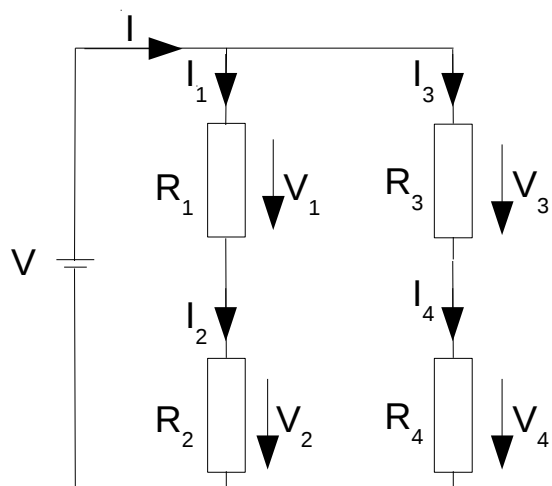 I
I₁
I₃
R₁
V₁
R₃
V₃
V
I₂
I₄
R₂
V₂
R₄
V₄